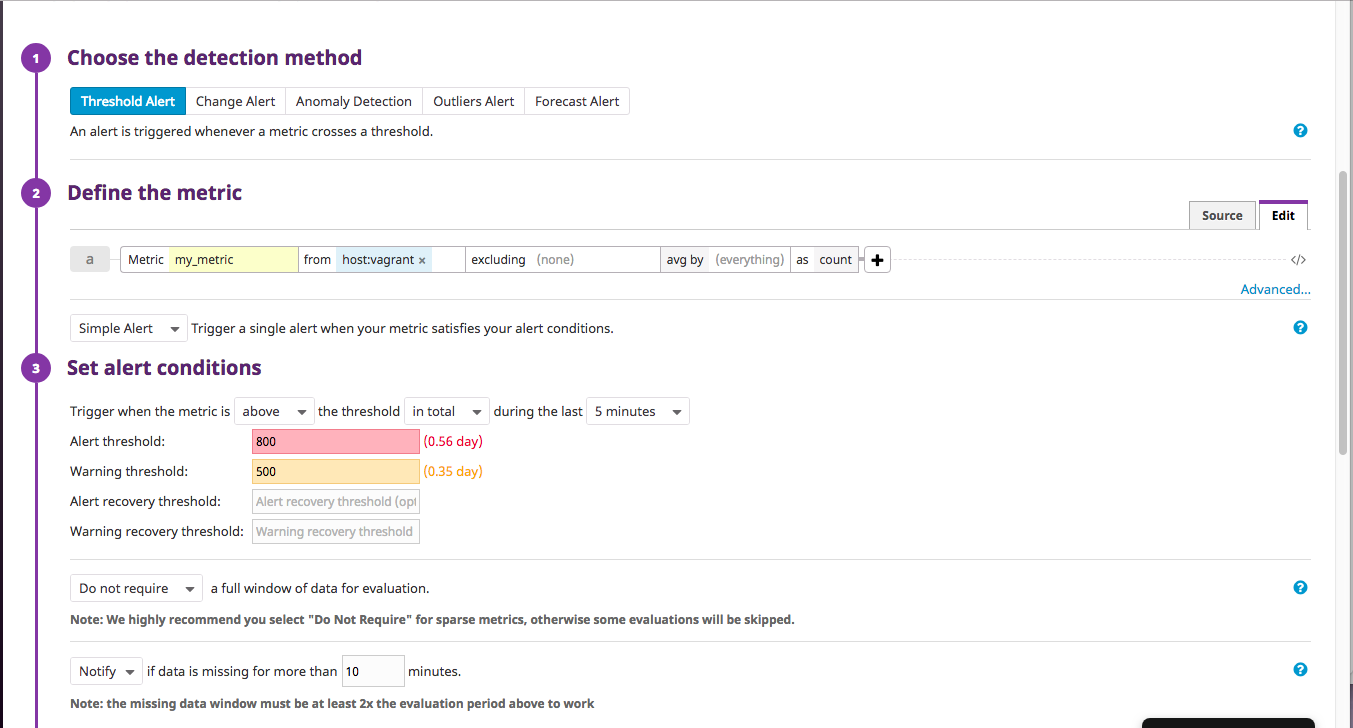 1 Choose the detection method
Threshold Alert Change Alert Anomaly Detection Outliers Alert Forecast Alert
An alert is triggered whenever a metric crosses a threshold. ?
2 Define the metric
Source Edit
a Metric my_metric from host:vagrant × excluding (none) avg by (everything) as count + </>
Advanced...
Simple Alert Trigger a single alert when your metric satisfies your alert conditions. ?
3 Set alert conditions
Trigger when the metric is above the threshold in total during the last 5 minutes
Alert threshold: 800 (0.56 day)
Warning threshold: 500 (0.35 day)
Alert recovery threshold: Alert recovery threshold (opt
Warning recovery threshold: Warning recovery threshold
Do not require a full window of data for evaluation. ?
Note: We highly recommend you select "Do Not Require" for sparse metrics, otherwise some evaluations will be skipped.
Notify if data is missing for more than 10 minutes. ?
Note: the missing data window must be at least 2x the evaluation period above to work